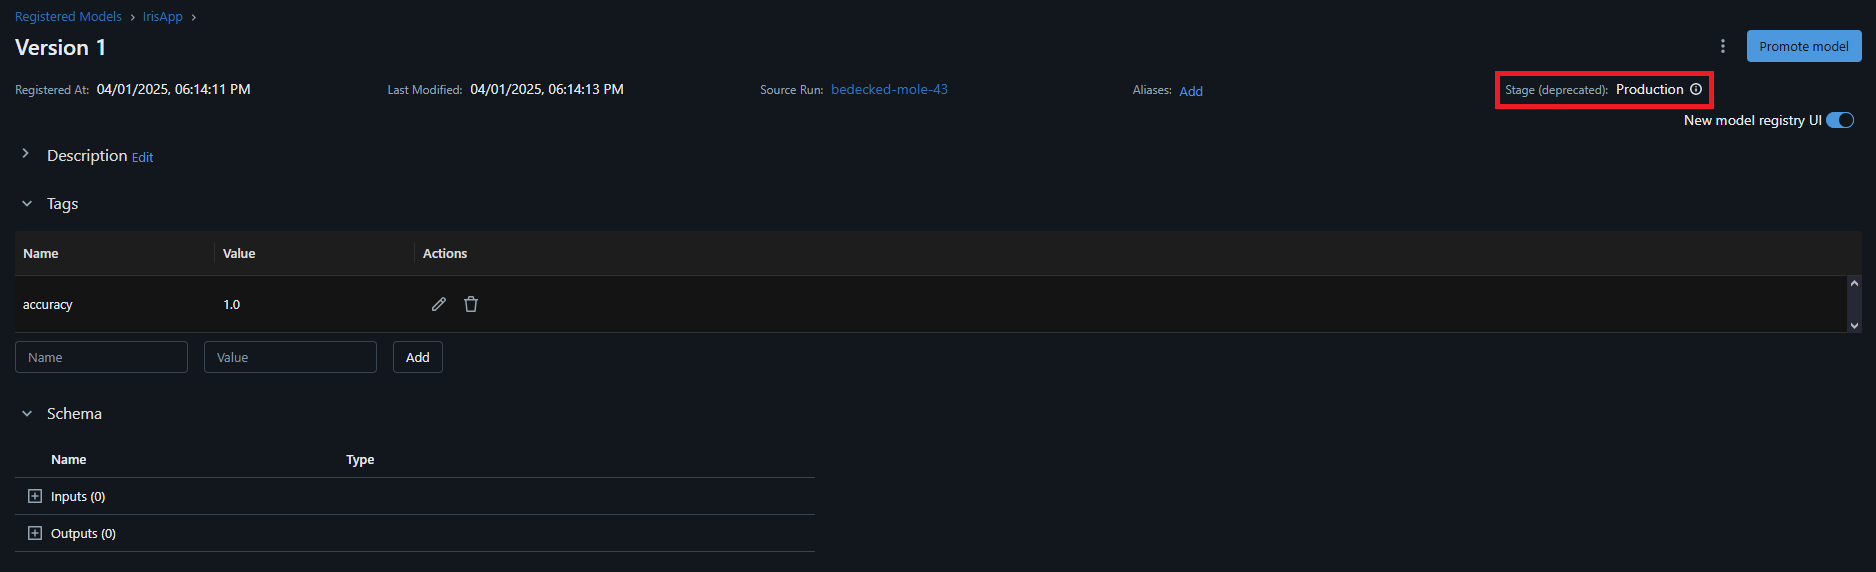 Registered Models > IrisApp >
Version 1
Promote model
Registered At: 04/01/2025, 06:14:11 PM Last Modified: 04/01/2025, 06:14:13 PM Source Run: bedecked-mole-43 Aliases: Add Stage (deprecated): Production
New model registry UI
Description Edit
Tags
Name Value Actions
accuracy 1.0
Name Value Add
Schema
Name Type
Inputs (0)
Outputs (0)